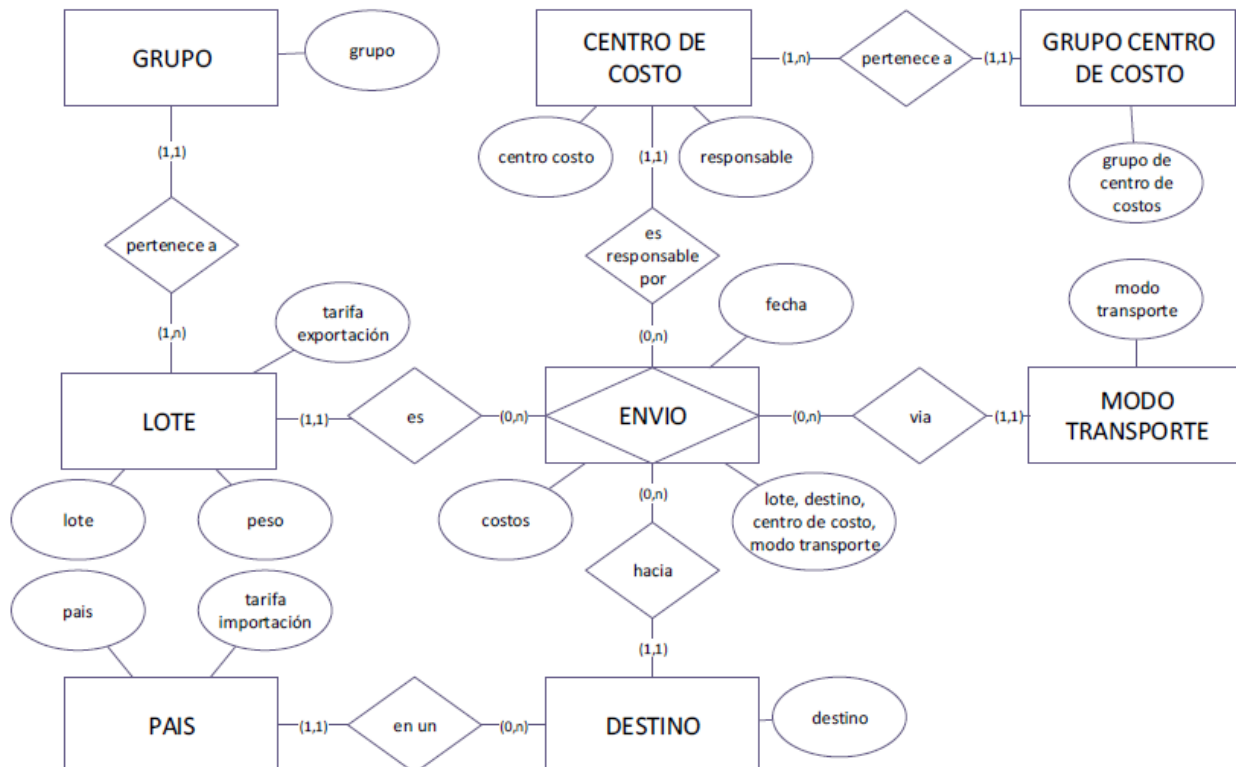 GRUPO
grupo
CENTRO DE
COSTO
(1,n)
pertenece a
(1,1)
GRUPO CENTRO
DE COSTO
centro costo
responsable
grupo de
centro de
costos
(1,1)
(1,1)
pertenece a
es
responsable
por
(1,n)
tarifa
exportación
(0,n)
fecha
modo
transporte
LOTE
(1,1)
es
(0,n)
ENVIO
(0,n)
via
(1,1)
MODO
TRANSPORTE
lote
peso
costos
(0,n)
lote, destino,
centro de costo,
modo transporte
hacia
pais
tarifa
importación
(1,1)
PAIS
(1,1)
en un
(0,n)
DESTINO
destino